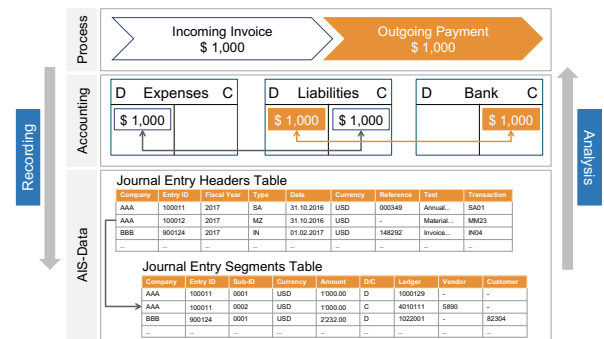 Process
Incoming Invoice
$ 1,000
Outgoing Payment
$ 1,000
Recording
Analysis
Accounting
D Expenses C
$ 1,000
D Liabilities C
$ 1,000 $ 1,000
D Bank C
$ 1,000
AIS-Data
Journal Entry Headers Table
Company Entry ID Fiscal Year Type Date Currency Reference Text Transaction
AAA 100011 2017 SA 31.10.2016 USD 000349 Annual... SA01
AAA 100012 2017 MZ 31.10.2016 USD - Material... MM23
BBB 900124 2017 IN 01.02.2017 USD 148292 Invoice... IN04
... ... ... ... ... ... ... ... ...
Journal Entry Segments Table
Company Entry ID Sub-ID Currency Amount D/C Ledger Vendor Customer
AAA 100011 0001 USD 1'000.00 D 1000129 - -
AAA 100011 0002 USD 1'000.00 C 4010111 5890 -
BBB 900124 0001 USD 2'232.00 D 1022001 - 82304
... ... ... ... ... ... ... ... ...